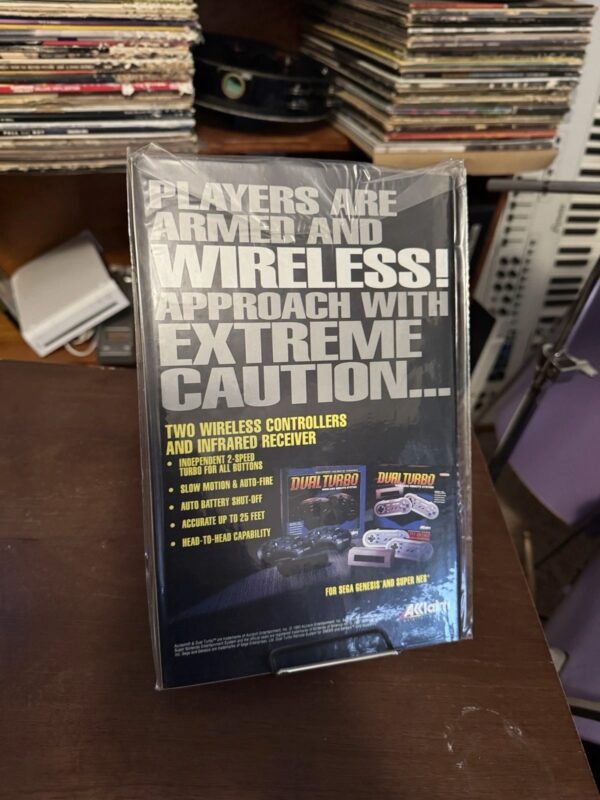 PLAYERS ARE
ARMED AND
WIRELESS!
APPROACH WITH
EXTREME
CAUTION...
TWO WIRELESS CONTROLLERS
AND INFRARED RECEIVER
• INDEPENDENT 2-SPEED
TURBO FOR ALL BUTTONS
• SLOW MOTION & AUTO-FIRE
• AUTO BATTERY SHUT-OFF
• ACCURATE UP TO 25 FEET
• HEAD-TO-HEAD CAPABILITY
DUAL TURBO
DUAL TURBO
FOR SEGA GENESIS™ AND SUPER NES®
Acclaim